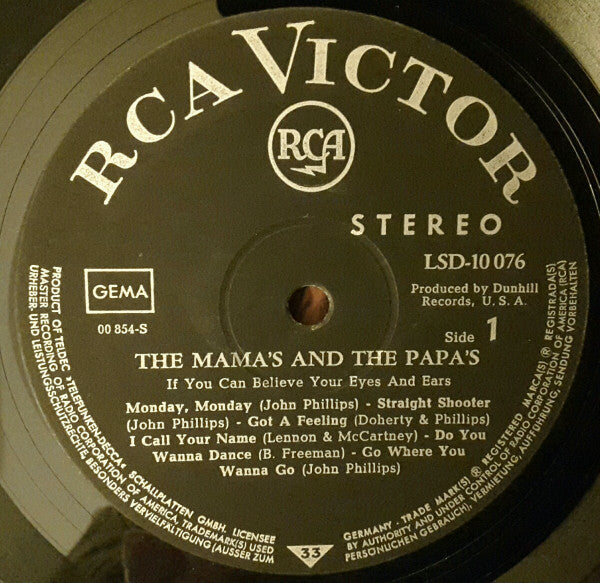 RCA VICTOR
RCA
STEREO
LSD-10 076
GEMA
Produced by Dunhill
Records, U. S. A.
00 854-S
Side 1
THE MAMA'S AND THE PAPA'S
If You Can Believe Your Eyes And Ears
Monday, Monday (John Phillips) - Straight Shooter
(John Phillips) - Got A Feeling (Doherty & Phillips)
I Call Your Name (Lennon & McCartney) - Do You
Wanna Dance (B. Freeman) - Go Where You
Wanna Go (John Phillips)
33
PRODUCT OF TELDEC »TELEFUNKEN-DECCA« SCHALLPLATTEN GMBH. LICENSEE
MASTER RECORDING OF RADIO CORPORATION OF AMERICA, TRADEMARK(S) USED
URHEBER UND LEISTUNGSSCHUTZRECHTE, BESONDERS VERVIELFÄLTIGUNG (AUSSER ZUM
GERMANY - TRADE MARK(S) ® REGISTERED MARCA(S) ® REGISTRADA(S)
BY AUTHORITY AND UNDER CONTROL OF RADIO CORPORATION OF AMERICA (RCA)
PERSÖNLICHEN GEBRAUCH), VERMIETUNG, AUFFÜHRUNG, SENDUNG VORBEHALTEN